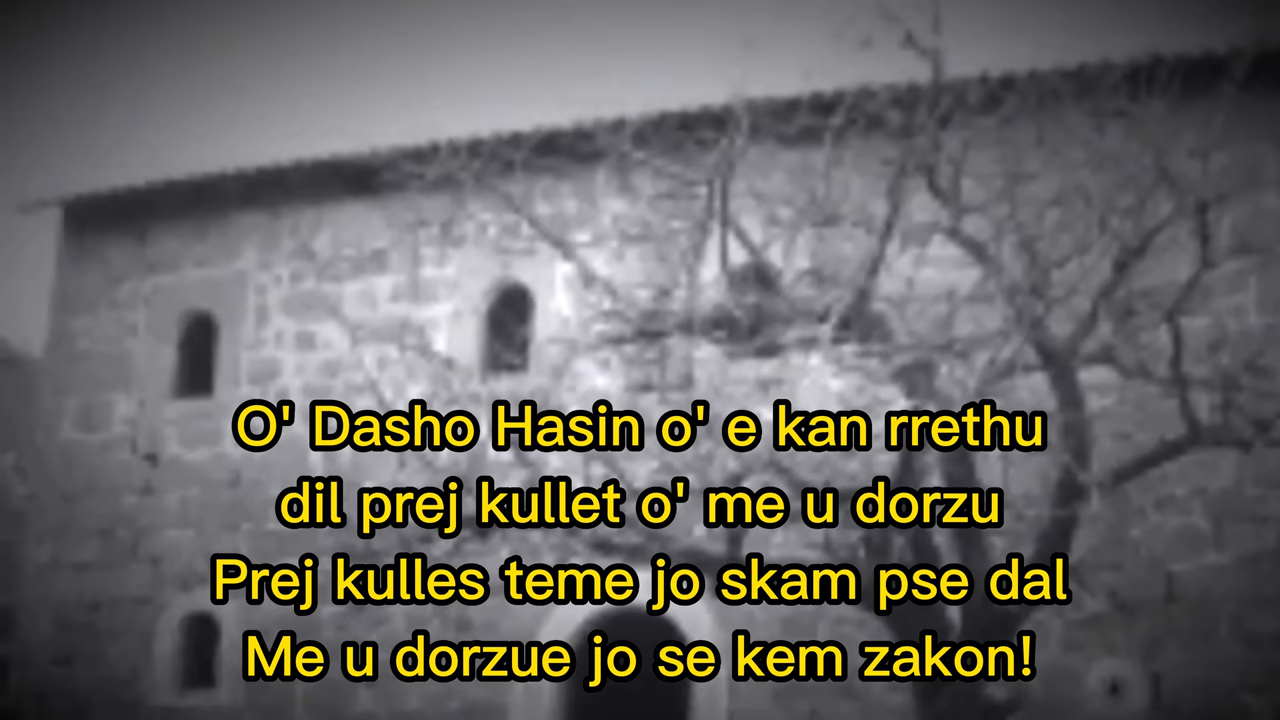 O' Dasho Hasin o' e kan rrethu
dil prej kullet o' me u dorzu
Prej kulles teme jo skam pse dal
Me u dorzue jo se kem zakon!